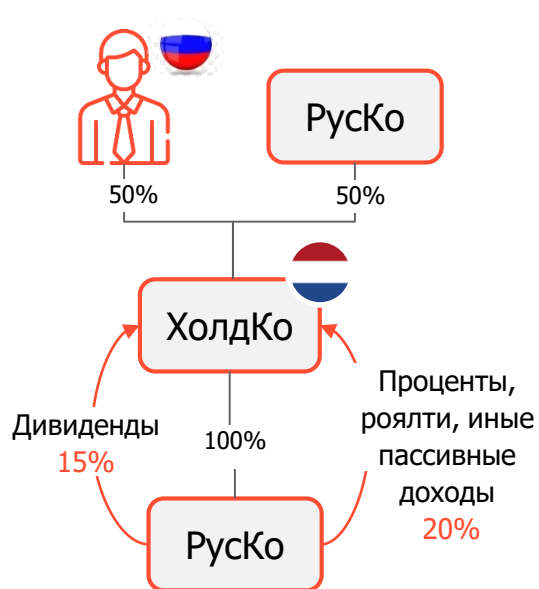 РусКо
50%
50%
ХолдКо
Дивиденды
15%
100%
Проценты,
роялти, иные
пассивные
доходы
20%
РусКо